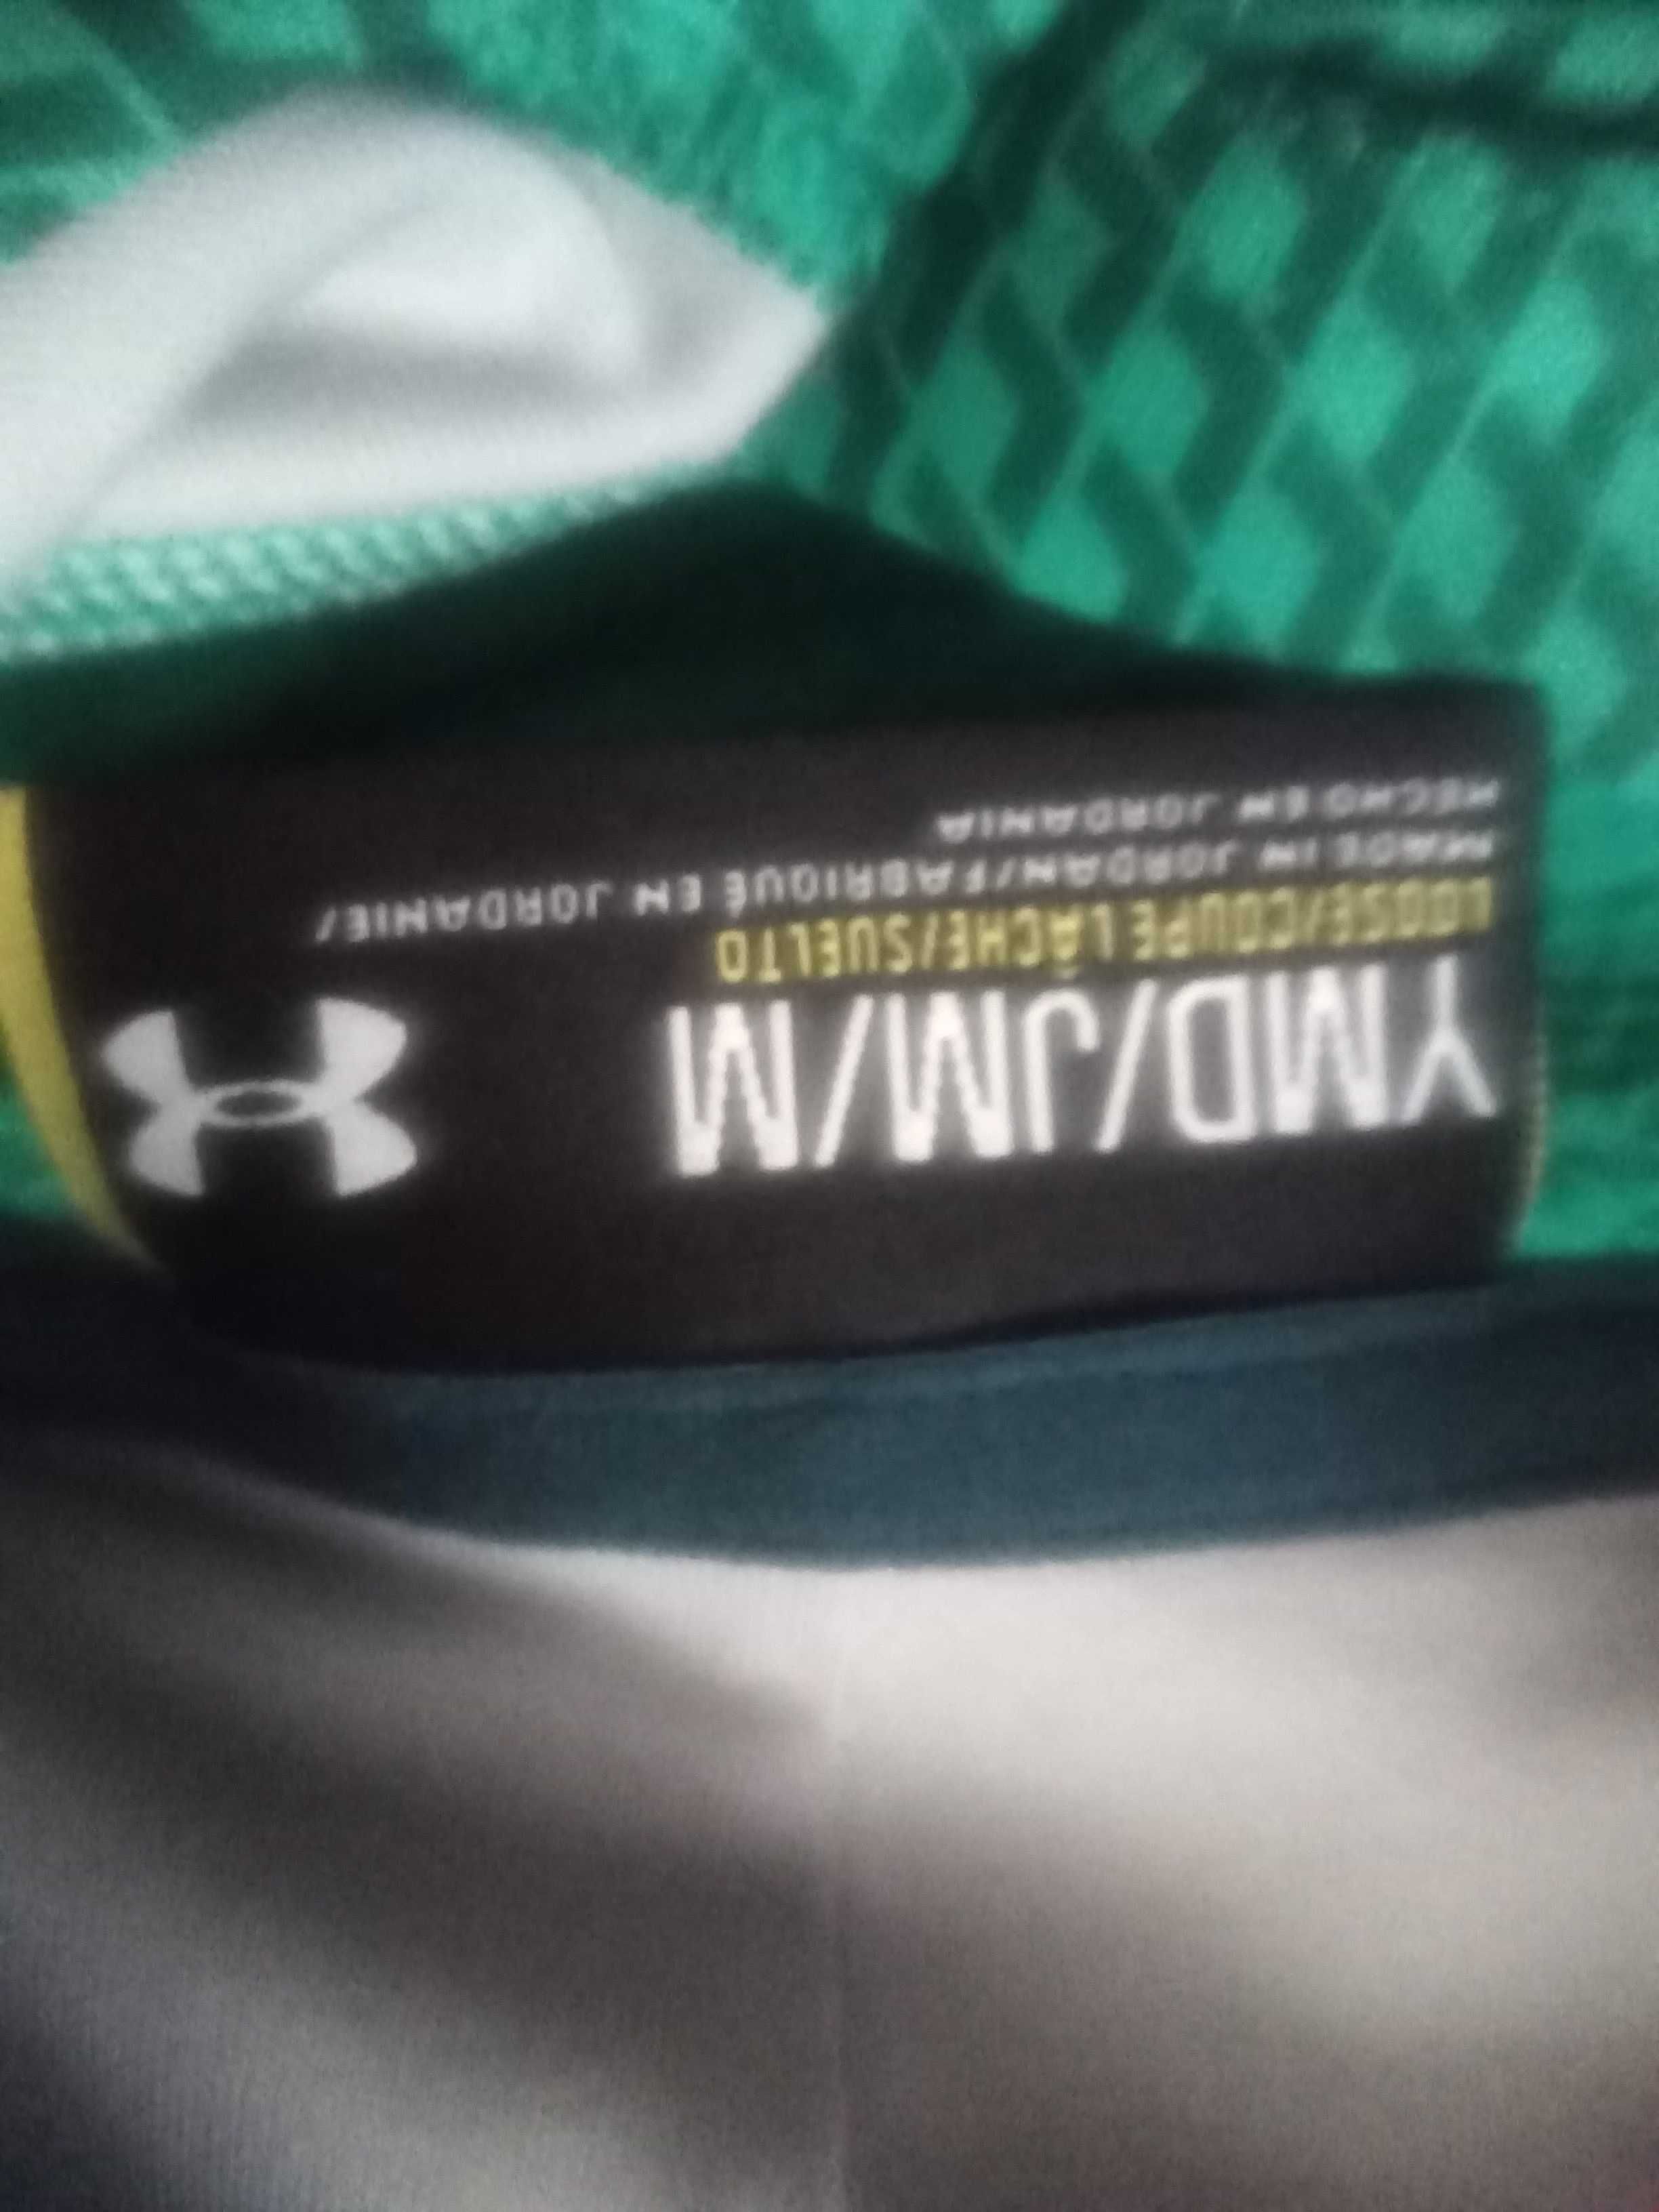 YMD/JM/M
LOOSE/COUPE LÂCHE/SUELTO
MADE IN JORDAN/FABRIQUÉ EN JORDANIE/
HECHO EN JORDANIA